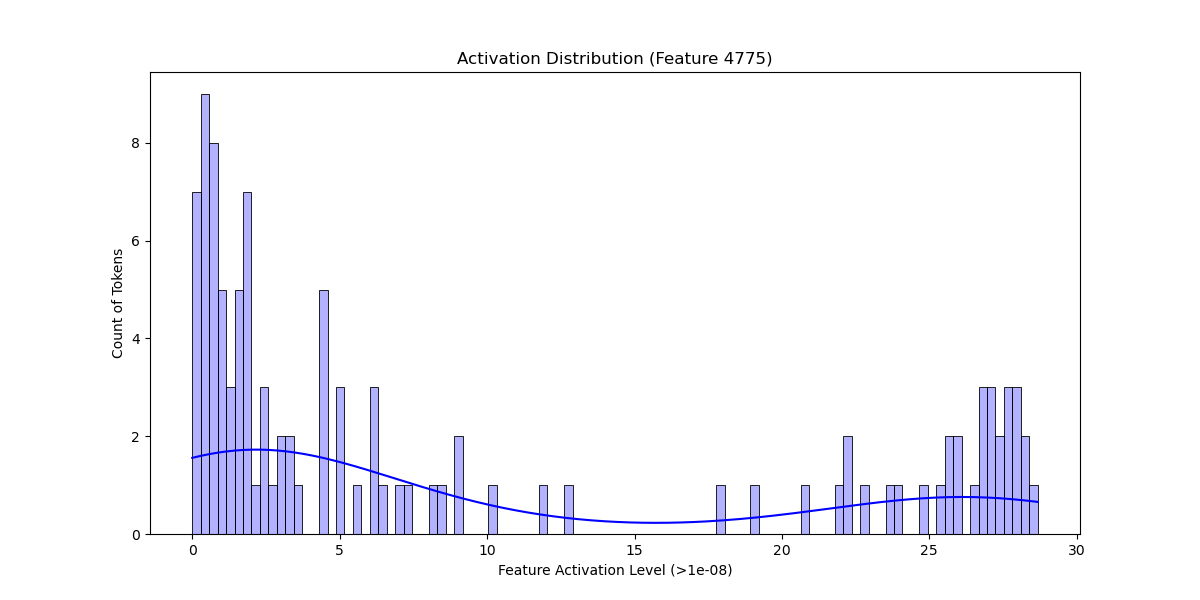 Activation Distribution (Feature 4775)
Count of Tokens
8
6
4
2
0
0 5 10 15 20 25 30
Feature Activation Level (>1e-08)